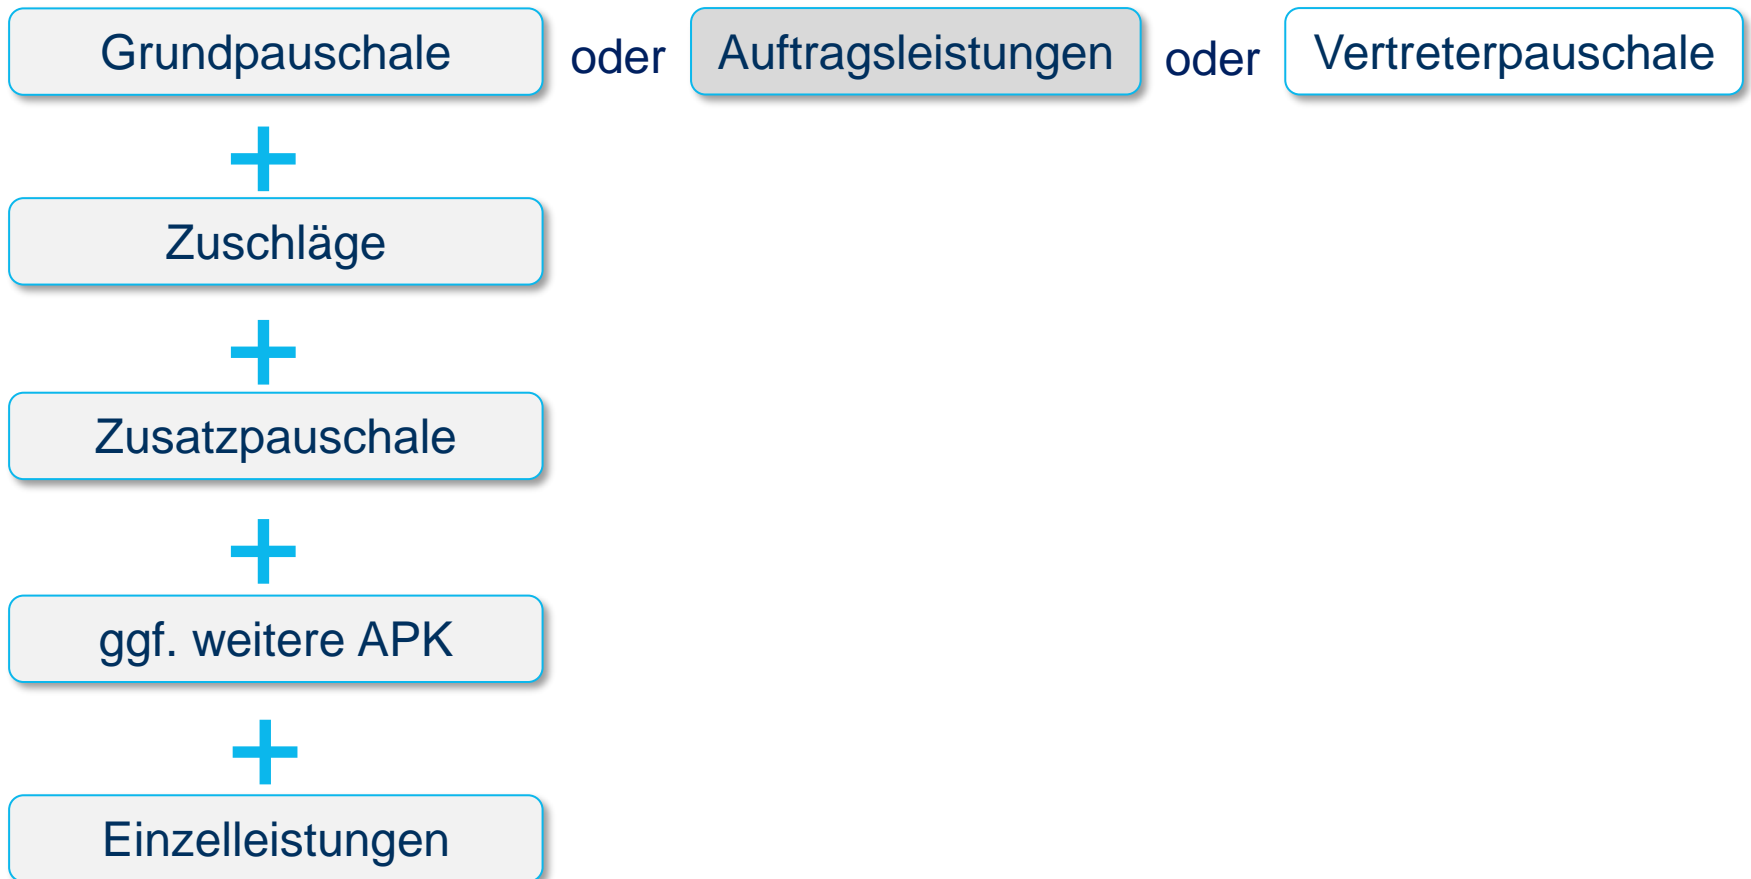 Grundpauschale oder Auftragsleistungen oder Vertreterpauschale
+
Zuschläge
+
Zusatzpauschale
+
ggf. weitere APK
+
Einzelleistungen